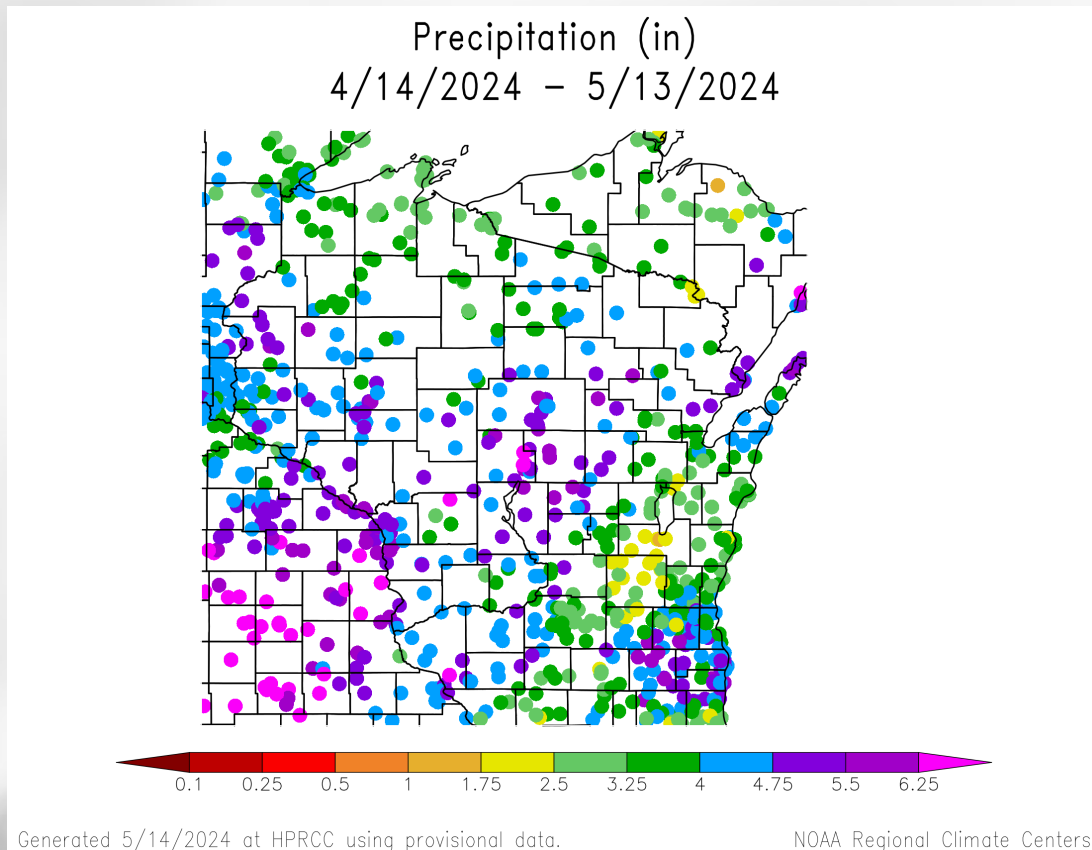 Precipitation (in)
4/14/2024 – 5/13/2024
0.1 0.25 0.5 1 1.75 2.5 3.25 4 4.75 5.5 6.25
Generated 5/14/2024 at HPRCC using provisional data.
NOAA Regional Climate Centers